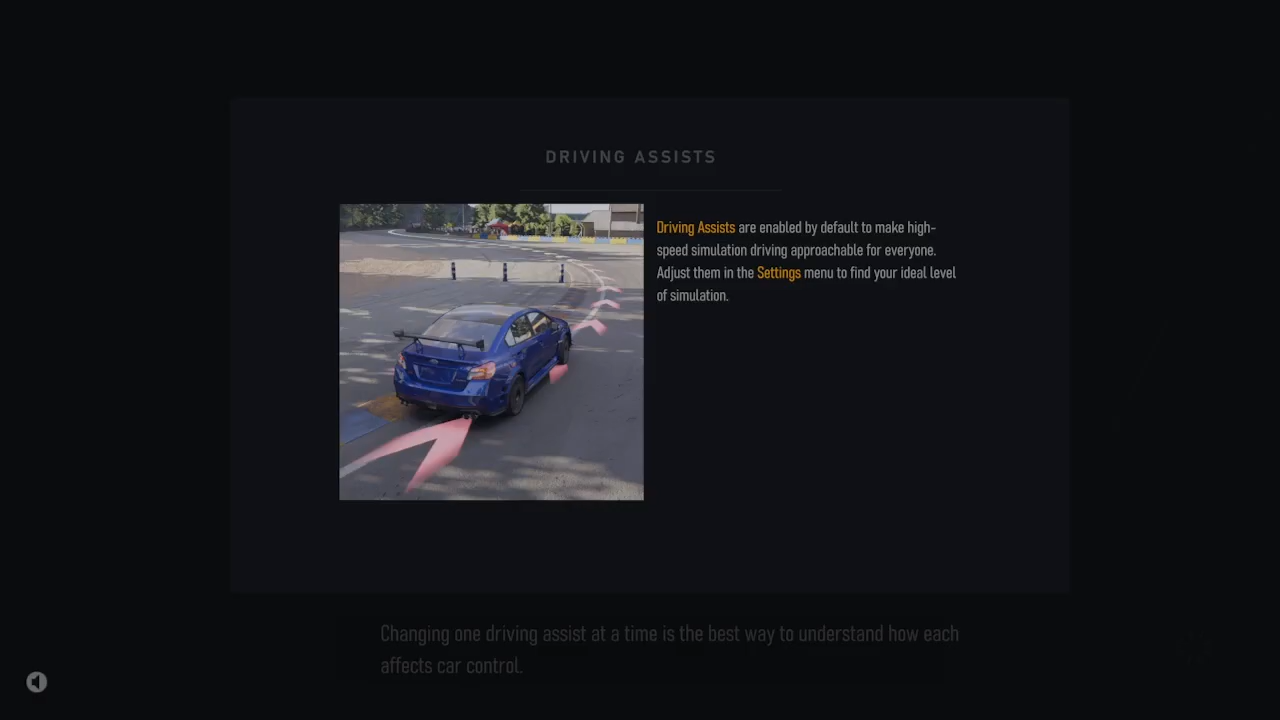 DRIVING ASSISTS
Driving Assists are enabled by default to make high-
speed simulation driving approachable for everyone.
Adjust them in the Settings menu to find your ideal level
of simulation.
Changing one driving assist at a time is the best way to understand how each
affects car control.